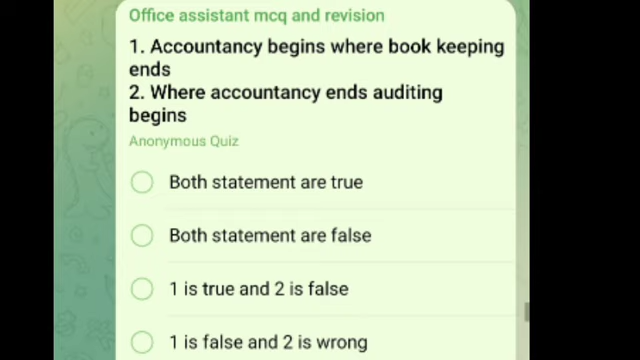 Office assistant mcq and revision
1. Accountancy begins where book keeping
ends
2. Where accountancy ends auditing
begins
Anonymous Quiz
Both statement are true
Both statement are false
1 is true and 2 is false
1 is false and 2 is wrong